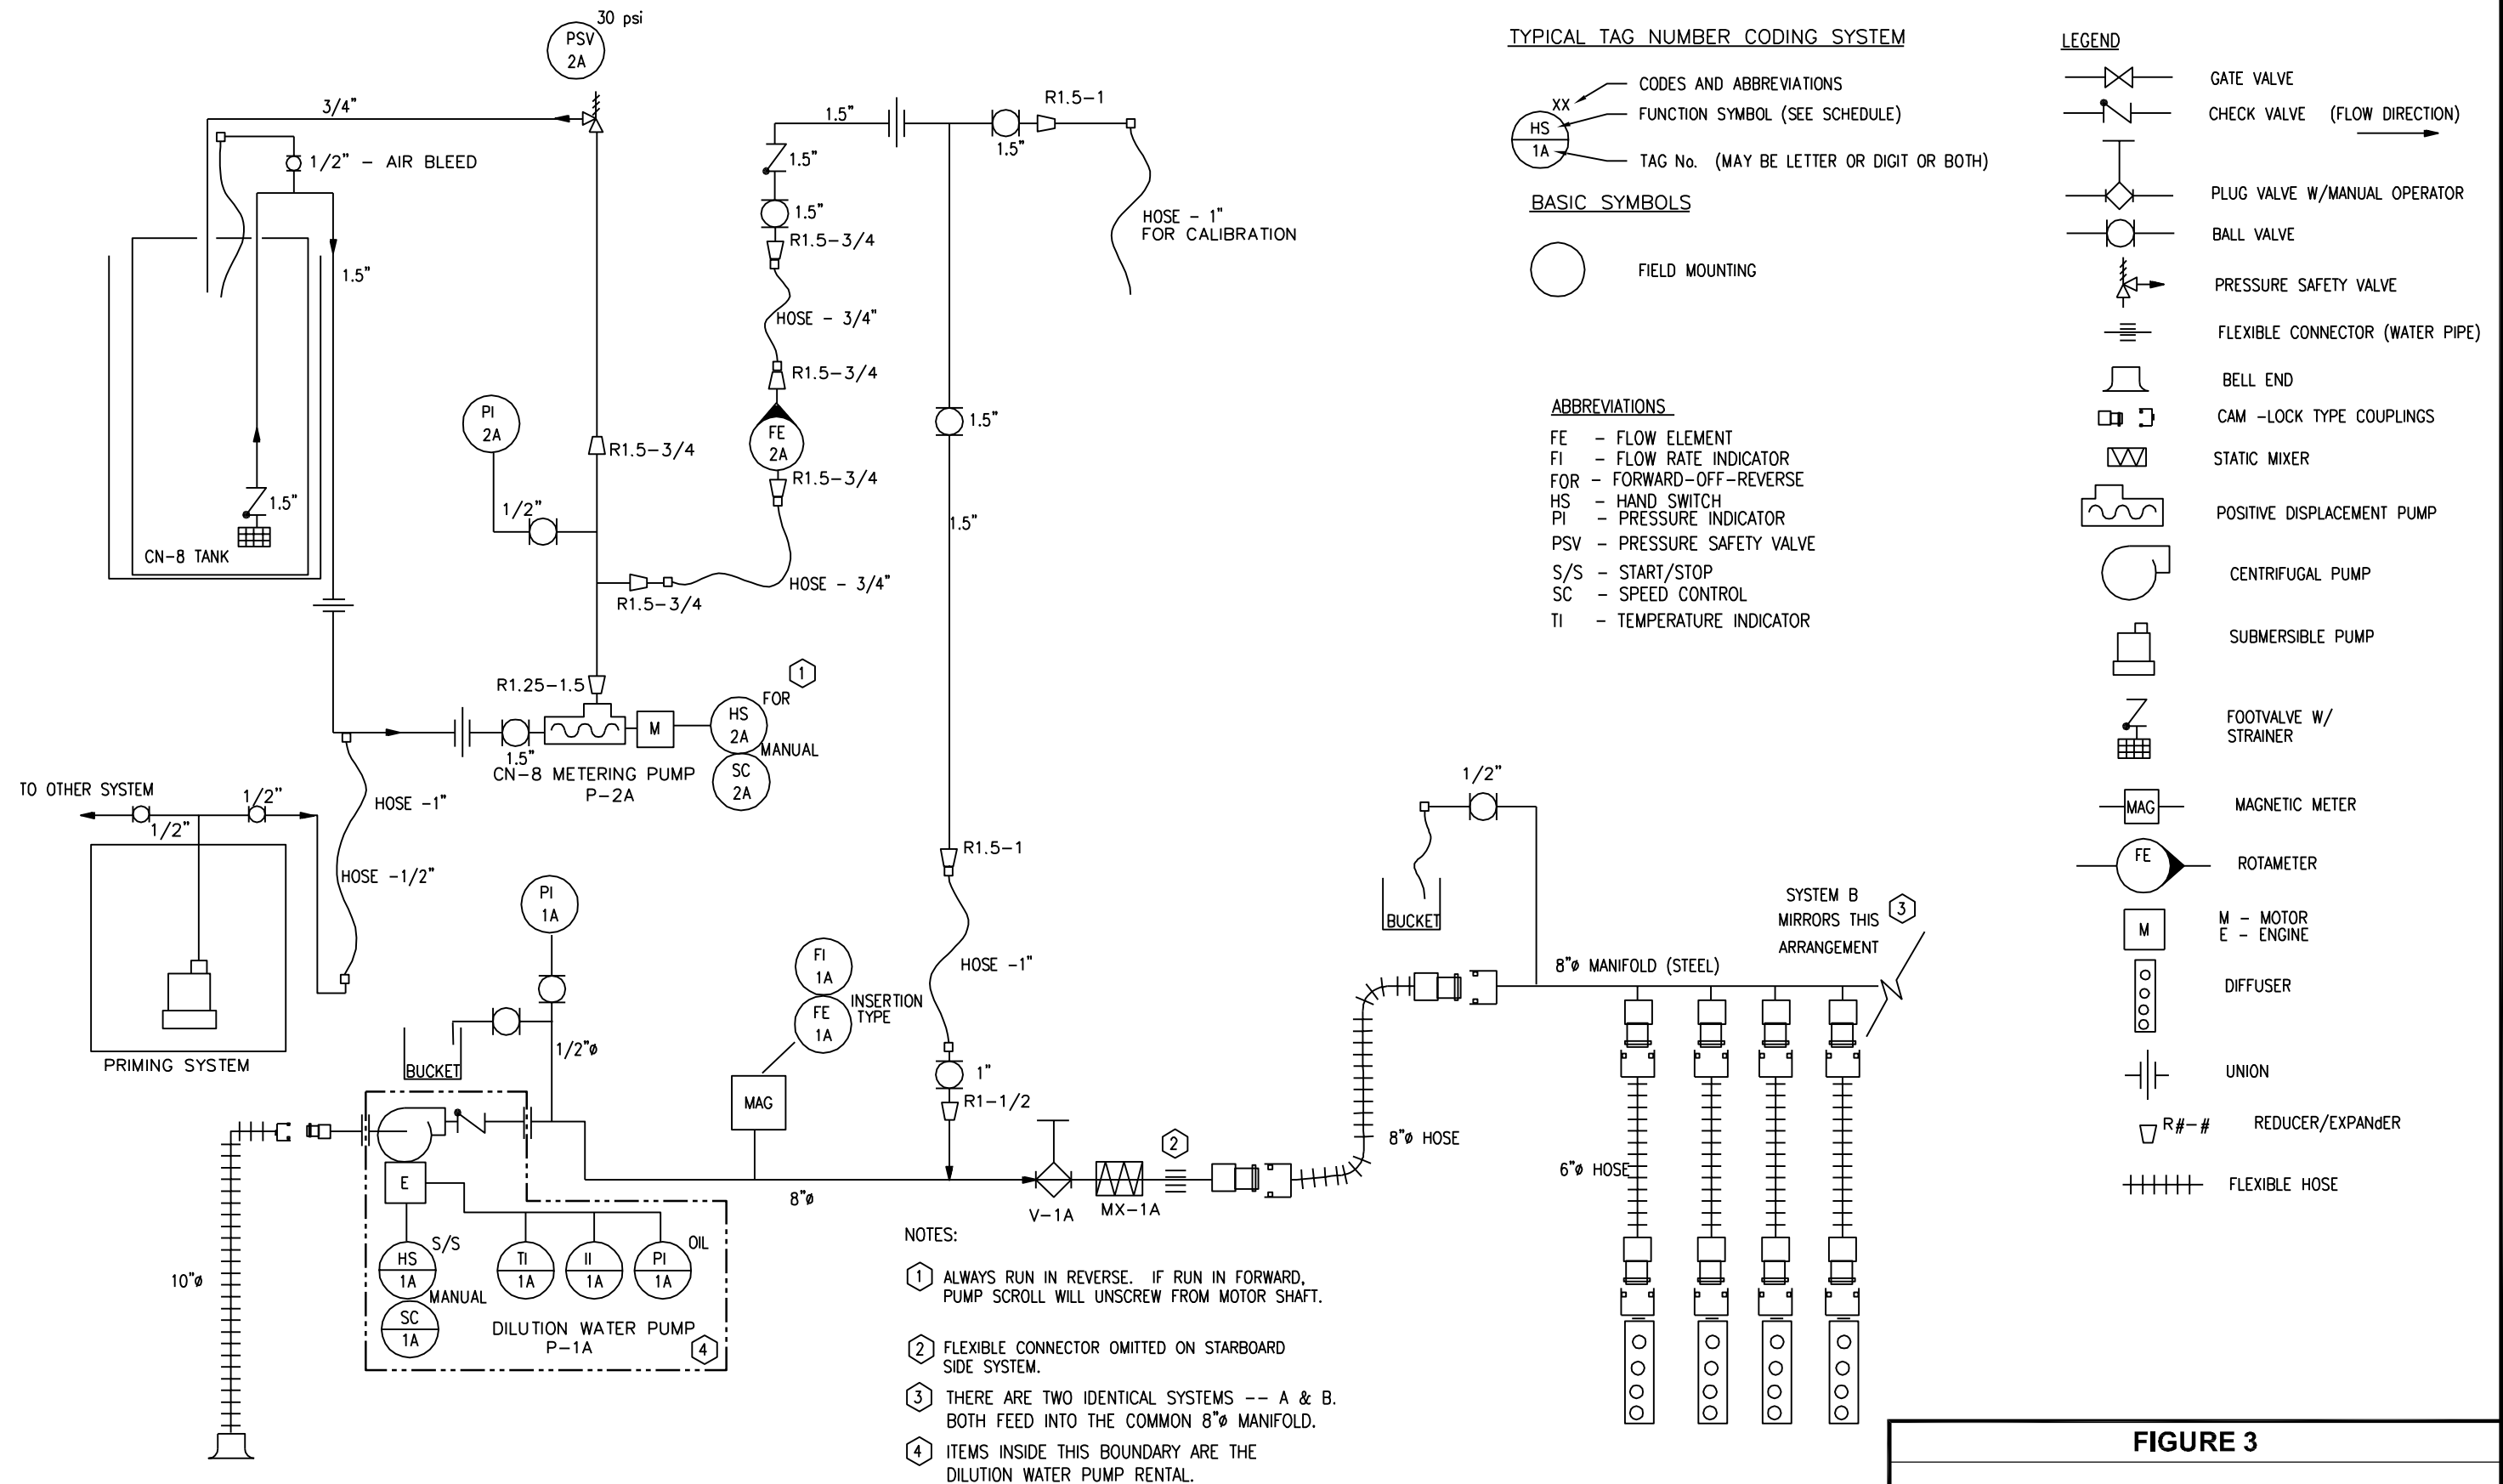 30 psi
PSV
2A
3/4"
1/2" - AIR BLEED
1.5"
1.5"
CN-8 TANK
PI
2A
1/2"
R1.5-3/4
R1.5-3/4
HOSE - 3/4"
1.5"
1.5"
1.5"
R1.5-3/4
HOSE - 3/4"
R1.5-3/4
FE
2A
R1.5-3/4
1.5"
R1.5-1
HOSE - 1"
FOR CALIBRATION
1.5"
1.5"
R1.25-1.5
1
M
HS
2A
FOR
MANUAL
SC
2A
1.5"
CN-8 METERING PUMP
P-2A
TO OTHER SYSTEM
1/2"
1/2"
HOSE -1"
HOSE -1/2"
PRIMING SYSTEM
R1.5-1
HOSE -1"
1"
R1-1/2
PI
1A
1/2"ø
BUCKET
FI
1A
FE
1A
INSERTION
TYPE
MAG
E
S/S
HS
1A
MANUAL
SC
1A
TI
1A
II
1A
PI
1A
OIL
DILUTION WATER PUMP
P-1A
4
10"ø
8"ø
V-1A
MX-1A
2
8"ø HOSE
1/2"
BUCKET
SYSTEM B
MIRRORS THIS
ARRANGEMENT
3
8"ø MANIFOLD (STEEL)
6"ø HOSE
NOTES:
1 ALWAYS RUN IN REVERSE. IF RUN IN FORWARD,
PUMP SCROLL WILL UNSCREW FROM MOTOR SHAFT.
2 FLEXIBLE CONNECTOR OMITTED ON STARBOARD
SIDE SYSTEM.
3 THERE ARE TWO IDENTICAL SYSTEMS -- A & B.
BOTH FEED INTO THE COMMON 8"ø MANIFOLD.
4 ITEMS INSIDE THIS BOUNDARY ARE THE
DILUTION WATER PUMP RENTAL.
TYPICAL TAG NUMBER CODING SYSTEM
XX
CODES AND ABBREVIATIONS
HS
FUNCTION SYMBOL (SEE SCHEDULE)
1A
TAG No. (MAY BE LETTER OR DIGIT OR BOTH)
BASIC SYMBOLS
FIELD MOUNTING
ABBREVIATIONS
FE - FLOW ELEMENT
FI - FLOW RATE INDICATOR
FOR - FORWARD-OFF-REVERSE
HS - HAND SWITCH
PI - PRESSURE INDICATOR
PSV - PRESSURE SAFETY VALVE
S/S - START/STOP
SC - SPEED CONTROL
TI - TEMPERATURE INDICATOR
LEGEND
GATE VALVE
CHECK VALVE (FLOW DIRECTION)
PLUG VALVE W/MANUAL OPERATOR
BALL VALVE
PRESSURE SAFETY VALVE
FLEXIBLE CONNECTOR (WATER PIPE)
BELL END
CAM -LOCK TYPE COUPLINGS
STATIC MIXER
POSITIVE DISPLACEMENT PUMP
CENTRIFUGAL PUMP
SUBMERSIBLE PUMP
FOOTVALVE W/
STRAINER
MAG MAGNETIC METER
FE ROTAMETER
M
M - MOTOR
E - ENGINE
DIFFUSER
UNION
R#-# REDUCER/EXPANdER
FLEXIBLE HOSE
FIGURE 3